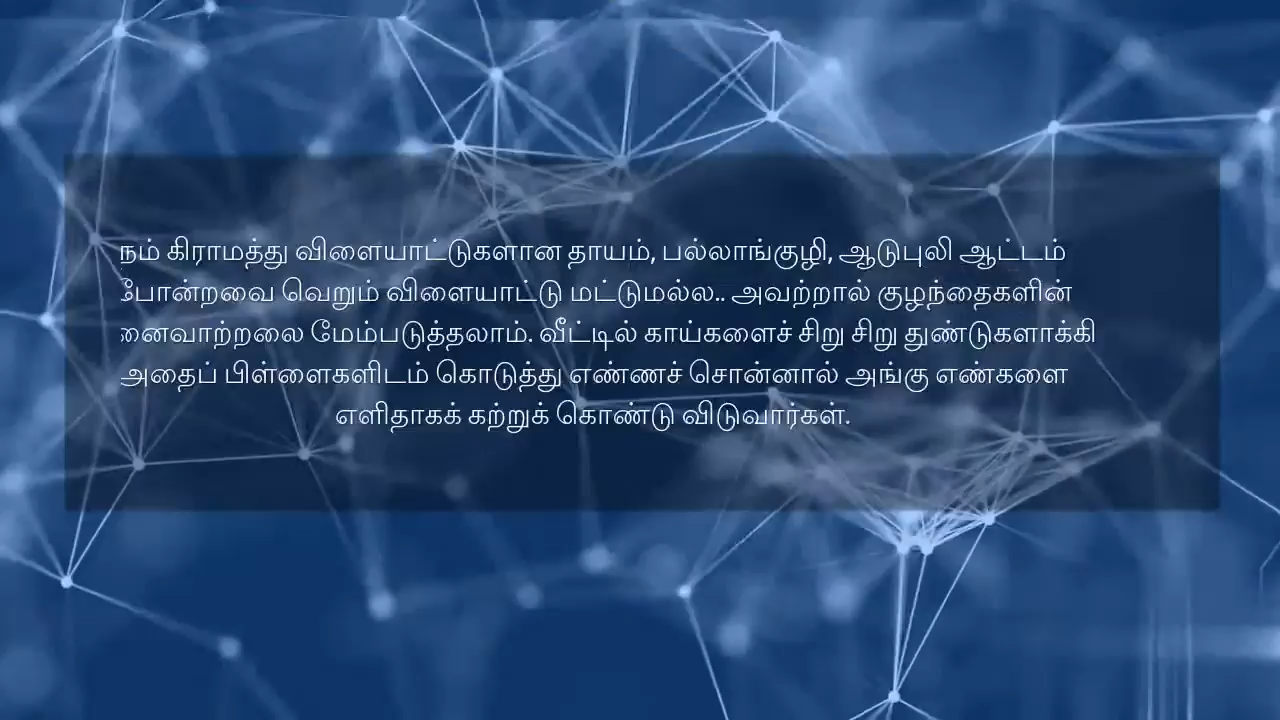 நம் கிராமத்து விளையாட்டுகளான தாயம், பல்லாங்குழி, ஆடுபுலி ஆட்டம்
போன்றவை வெறும் விளையாட்டு மட்டுமல்ல.. அவற்றால் குழந்தைகளின்
னைவாற்றலை மேம்படுத்தலாம். வீட்டில் காய்களைச் சிறு சிறு துண்டுகளாக்கி
அதைப் பிள்ளைகளிடம் கொடுத்து எண்ணச் சொன்னால் அங்கு எண்களை
எளிதாகக் கற்றுக் கொண்டு விடுவார்கள்.